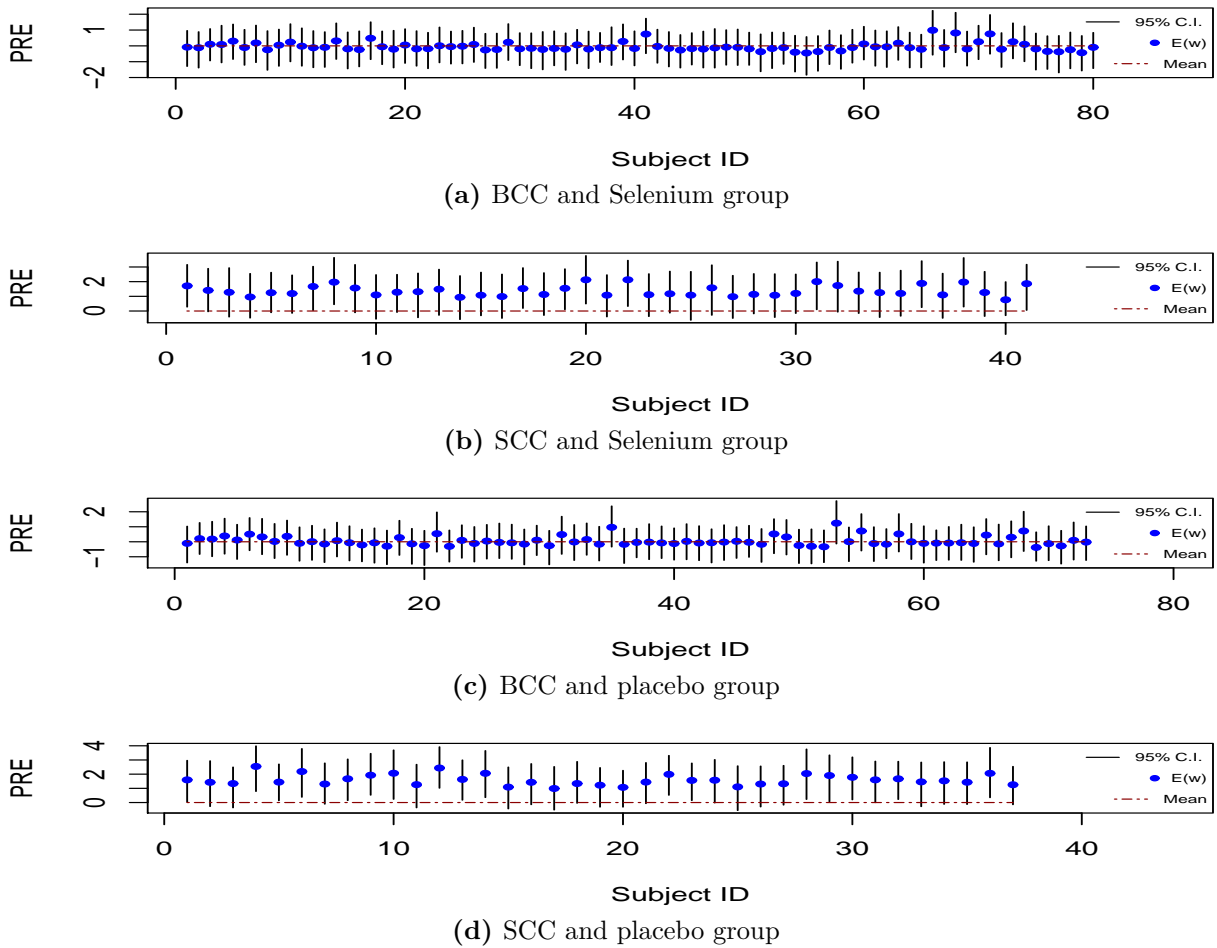 PRE
1
-2
95% C.I.
E(w)
Mean
0 20 40 60 80
Subject ID
(a) BCC and Selenium group
PRE
2
0
95% C.I.
E(w)
Mean
0 10 20 30 40
Subject ID
(b) SCC and Selenium group
PRE
2
-1
95% C.I.
E(w)
Mean
0 20 40 60 80
Subject ID
(c) BCC and placebo group
PRE
4
2
0
95% C.I.
E(w)
Mean
0 10 20 30 40
Subject ID
(d) SCC and placebo group